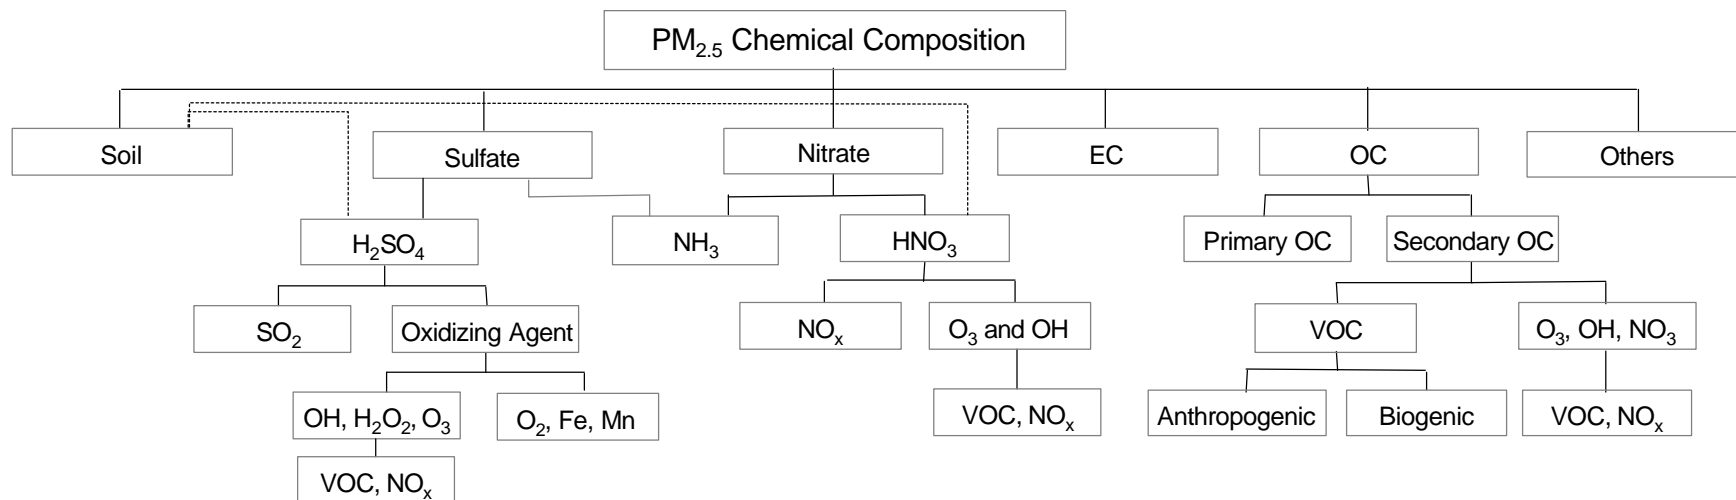 PM2.5 Chemical Composition
Soil
Sulfate
Nitrate
EC
OC
Others
H2SO4
NH3
HNO3
Primary OC
Secondary OC
SO2
Oxidizing Agent
NOx
O3 and OH
VOC
O3, OH, NO3
OH, H2O2, O3
O2, Fe, Mn
VOC, NOx
Anthropogenic
Biogenic
VOC, NOx
VOC, NOx